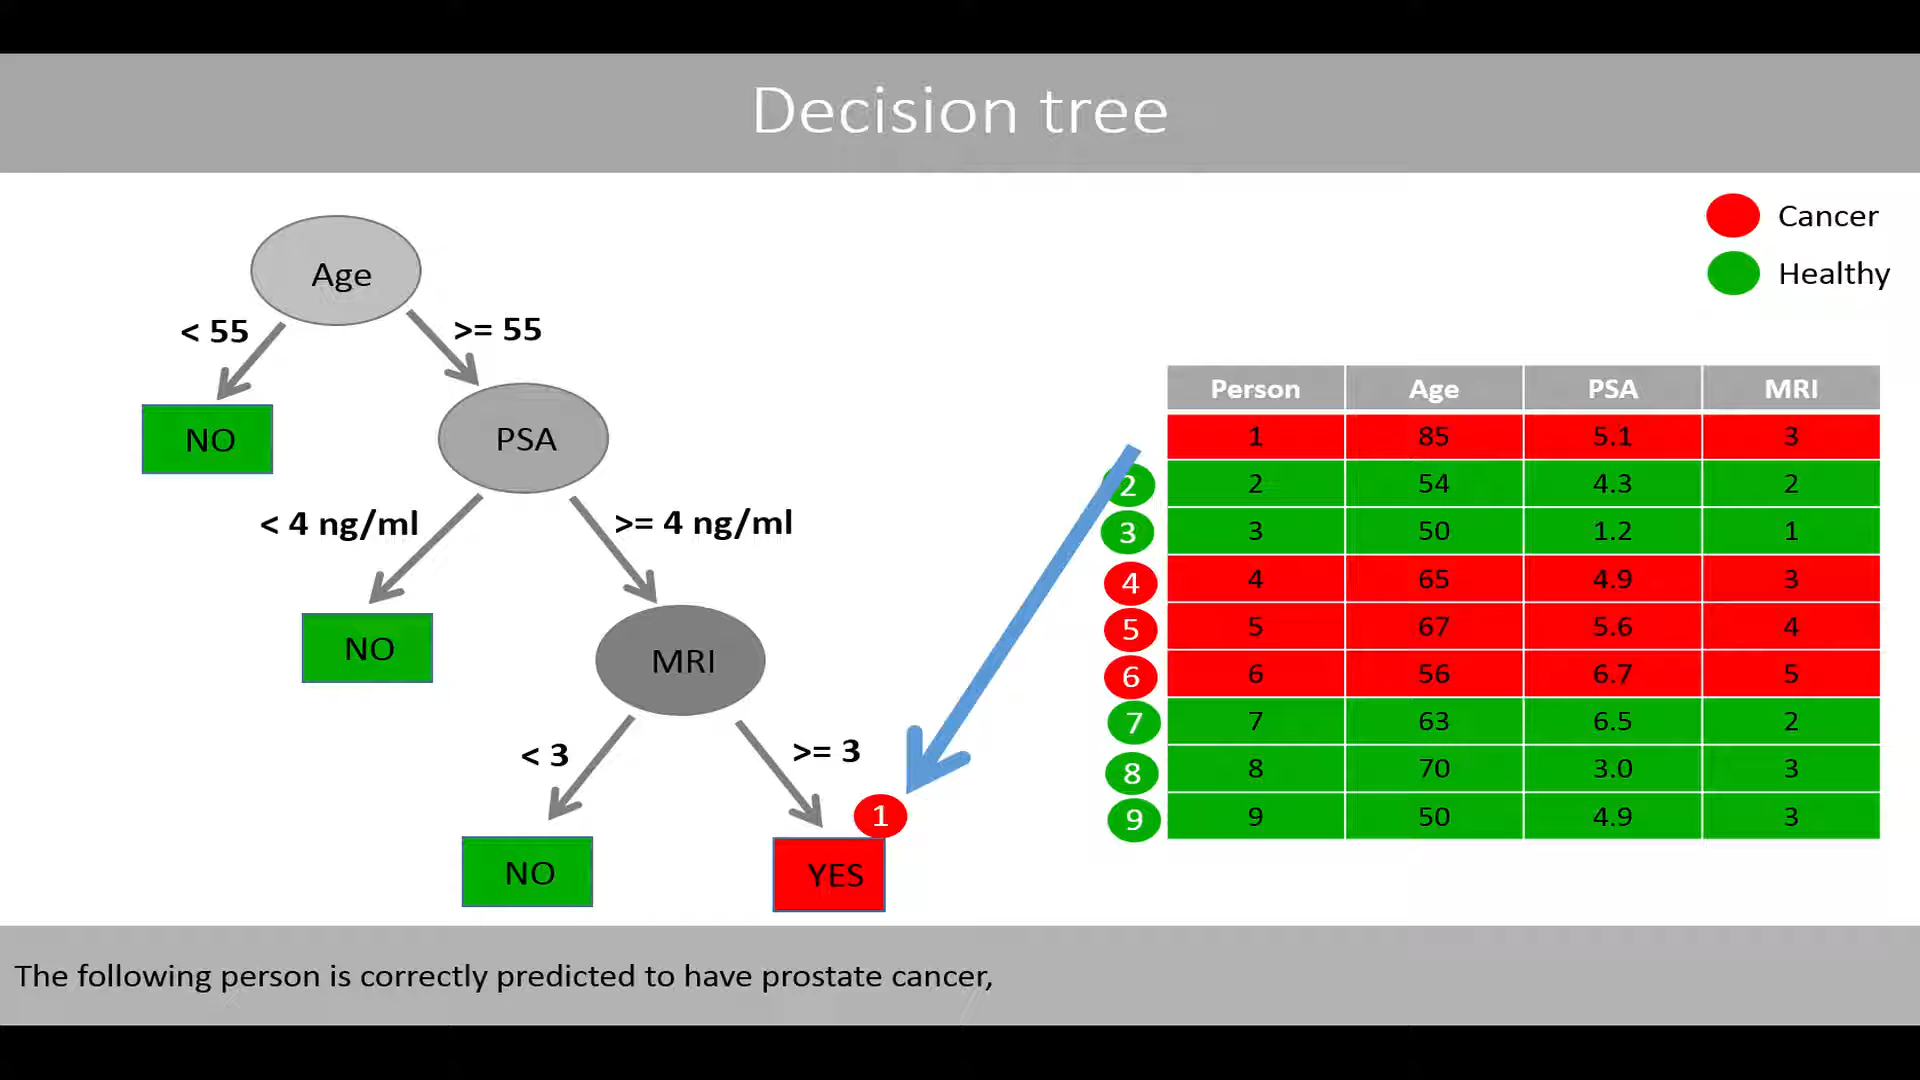 Decision tree
Cancer
Healthy
Age
< 55
>= 55
NO
PSA
< 4 ng/ml
>= 4 ng/ml
NO
MRI
< 3
>= 3
1
NO
YES
Person Age PSA MRI
1 85 5.1 3
2 2 54 4.3 2
3 3 50 1.2 1
4 4 65 4.9 3
5 5 67 5.6 4
6 6 56 6.7 5
7 7 63 6.5 2
8 8 70 3.0 3
9 9 50 4.9 3
The following person is correctly predicted to have prostate cancer,